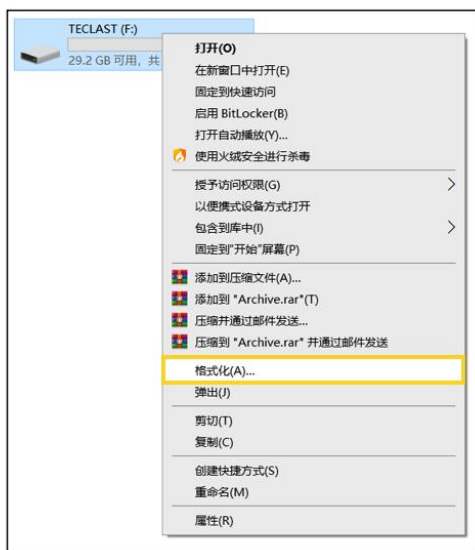 TECLAST (F:)
29.2 GB 可用, 共
打开(O)
在新窗口中打开(E)
固定到快速访问
启用 BitLocker(B)
打开自动播放(Y)...
使用火绒安全进行杀毒
授予访问权限(G)
以便携式设备方式打开
包含到库中(I)
固定到"开始"屏幕(P)
添加到压缩文件(A)...
添加到 "Archive.rar"(T)
压缩并通过邮件发送...
压缩到 "Archive.rar" 并通过邮件发送
格式化(A)...
弹出(J)
剪切(T)
复制(C)
创建快捷方式(S)
重命名(M)
属性(R)